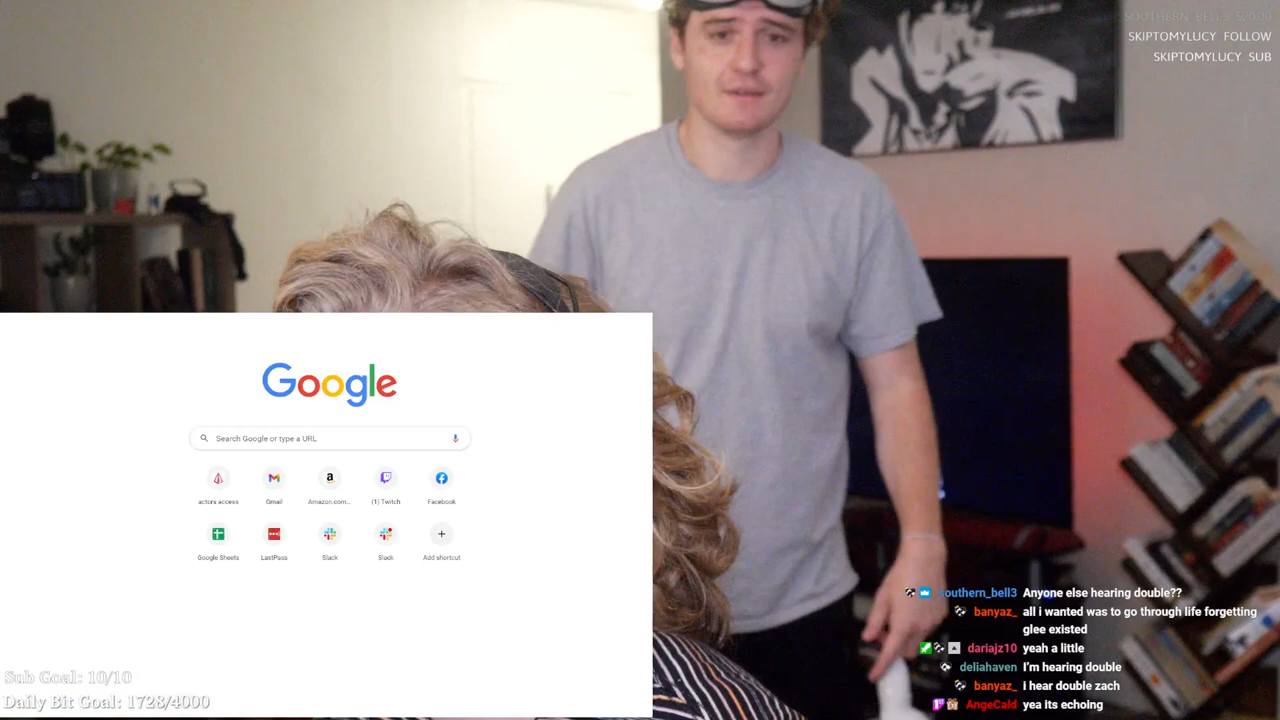 SOUTHERN_BELL3 $20.00
SKIPTOMYLUCY FOLLOW
SKIPTOMYLUCY SUB
Google
Search Google or type a URL
actors access Gmail Amazon.com... (1) Twitch Facebook
Google Sheets LastPass Slack Slack Add shortcut
southern_bell3 Anyone else hearing double??
banyaz_ all i wanted was to go through life forgetting
glee existed
dariajz10 yeah a little
deliahaven I'm hearing double
banyaz_ I hear double zach
AngeCald yea its echoing
Sub Goal: 10/10
Daily Bit Goal: 1728/4000